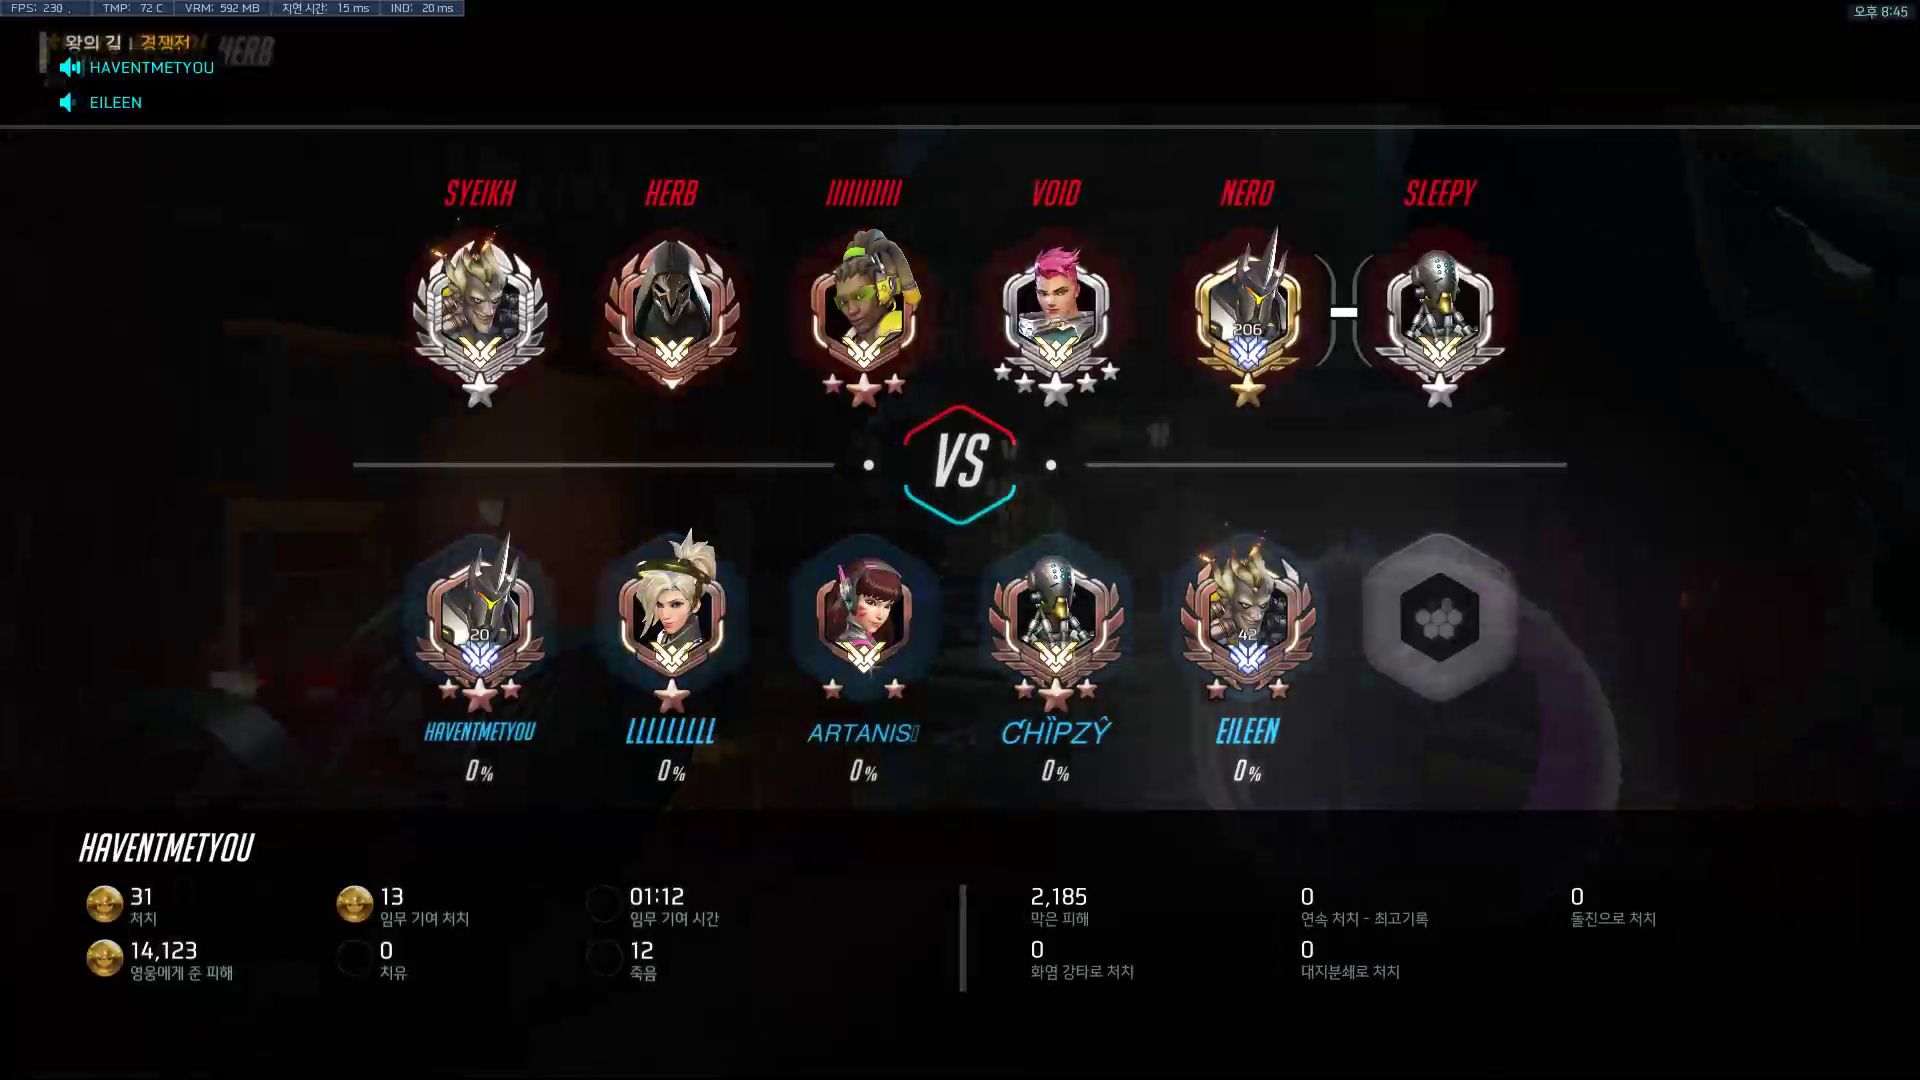 FPS: 230
TMP: 72 C
VRM: 592 MB
지연 시간: 15 ms
IND: 20 ms
오후 8:45
왕의 길 | 경쟁전
HERB
HAVENTMETYOU
EILEEN
SYEIKH HERB IIIIIIIIIII VOID NERO SLEEPY
206
VS
20 42
HAVENTMETYOU LLLLLLLLL ARTANIS ƇHÌPZŶ EILEEN
0% 0% 0% 0% 0%
HAVENTMETYOU
31 13 01:12 2,185 0 0
처치 임무 기여 처치 임무 기여 시간 막은 피해 연속 처치 - 최고기록 돌진으로 처치
14,123 0 12 0 0
영웅에게 준 피해 치유 죽음 화염 강타로 처치 대지분쇄로 처치